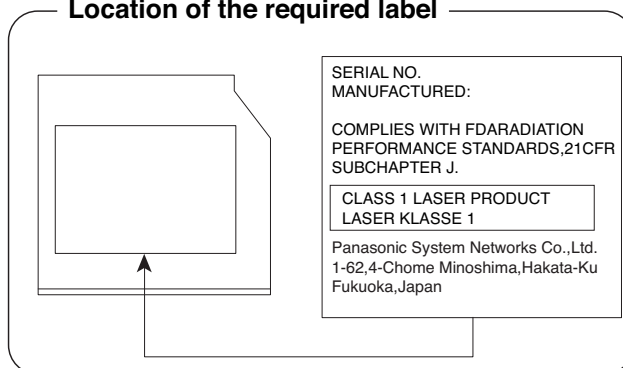 Location of the required label
SERIAL NO.
MANUFACTURED:
COMPLIES WITH FDARADIATION
PERFORMANCE STANDARDS,21CFR
SUBCHAPTER J.
CLASS 1 LASER PRODUCT
LASER KLASSE 1
Panasonic System Networks Co.,Ltd.
1-62,4-Chome Minoshima,Hakata-Ku
Fukuoka,Japan